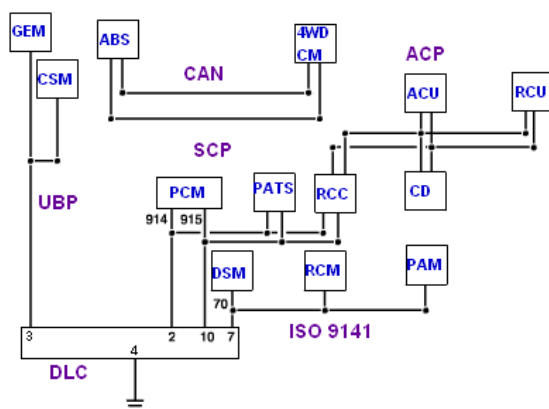 GEM
ABS
4WD
CM
CAN
ACP
CSM
ACU
RCU
SCP
PCM
PATS
RCC
CD
UBP
914
915
DSM
RCM
PAM
70
ISO 9141
3
2
10
7
4
DLC